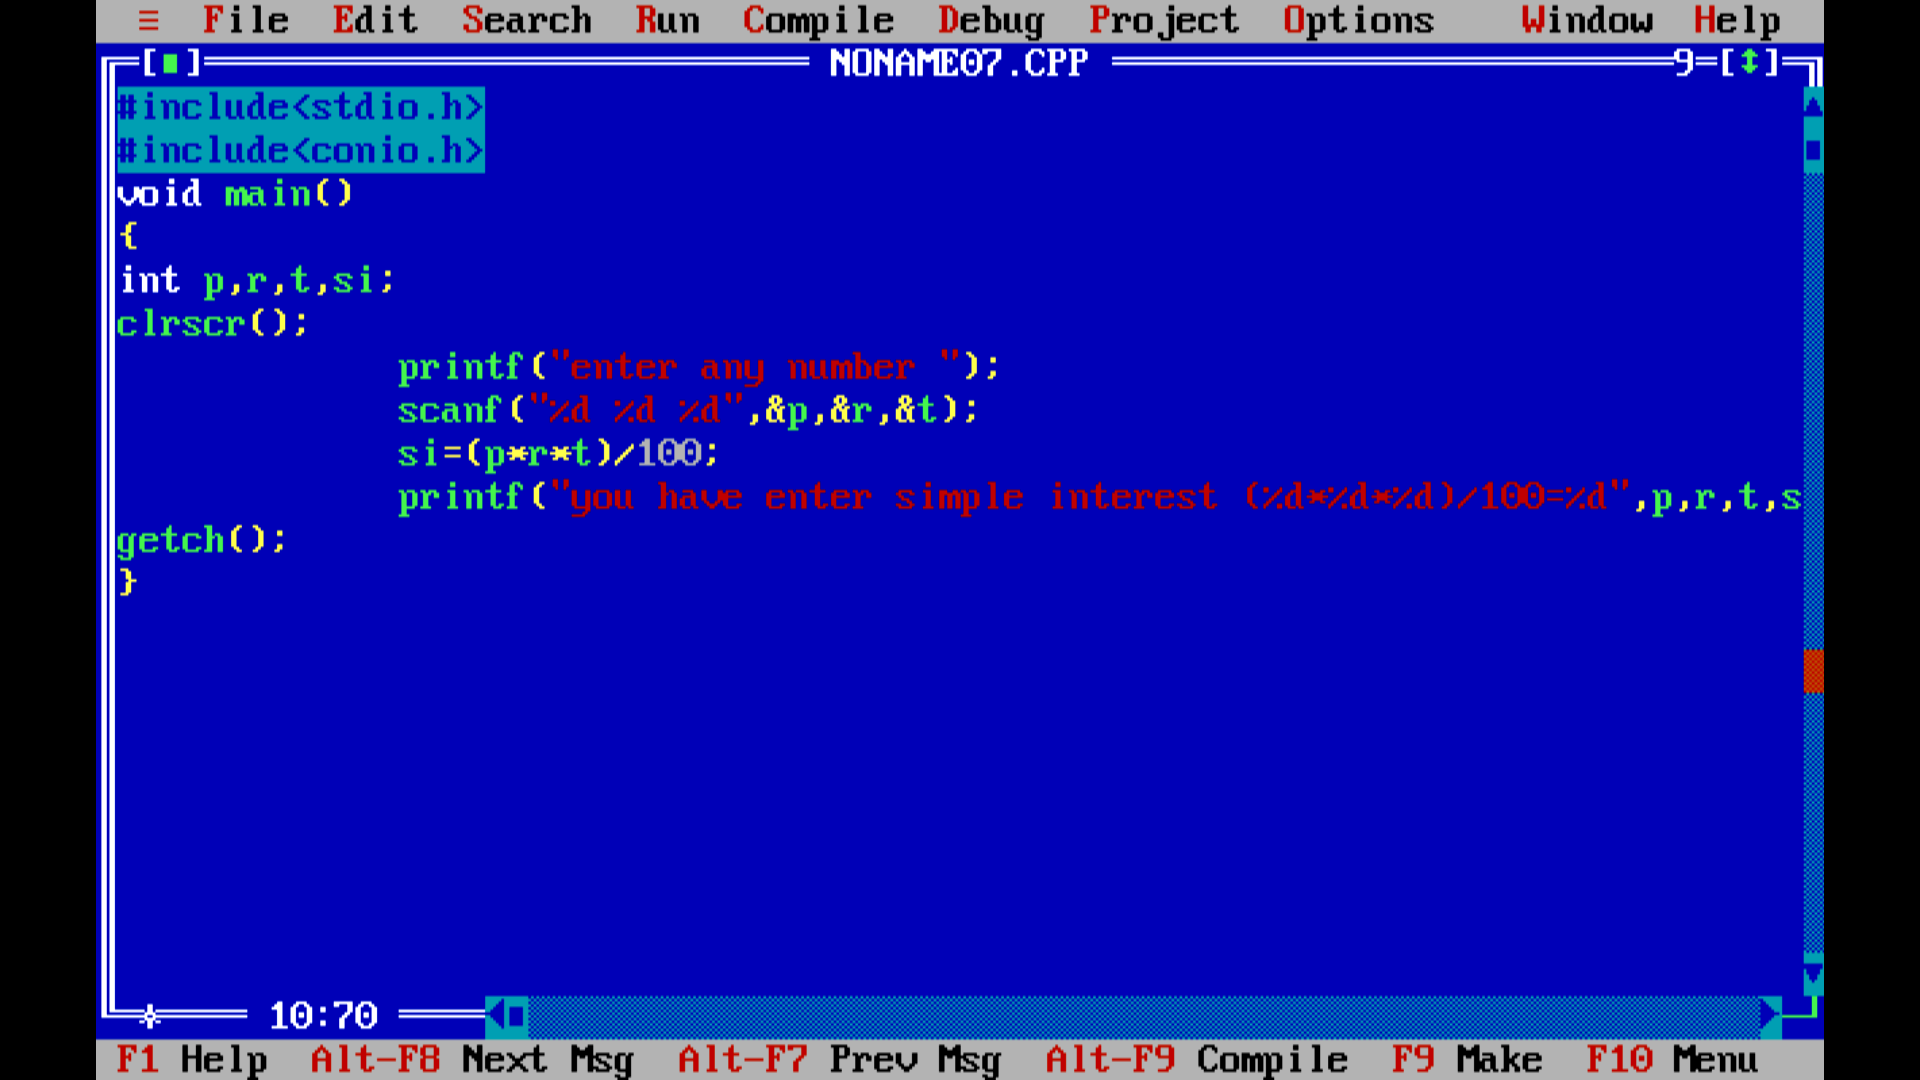 ≡ File Edit Search Run Compile Debug Project Options Window Help
[■] NONAME07.CPP 9=[↕]
#include<stdio.h>
#include<conio.h>
void main()
{
int p,r,t,si;
clrscr();
printf("enter any number ");
scanf("%d %d %d",&p,&r,&t);
si=(p*r*t)/100;
printf("you have enter simple interest (%d*%d*%d)/100=%d",p,r,t,s
getch();
}
* 10:70
F1 Help Alt-F8 Next Msg Alt-F7 Prev Msg Alt-F9 Compile F9 Make F10 Menu